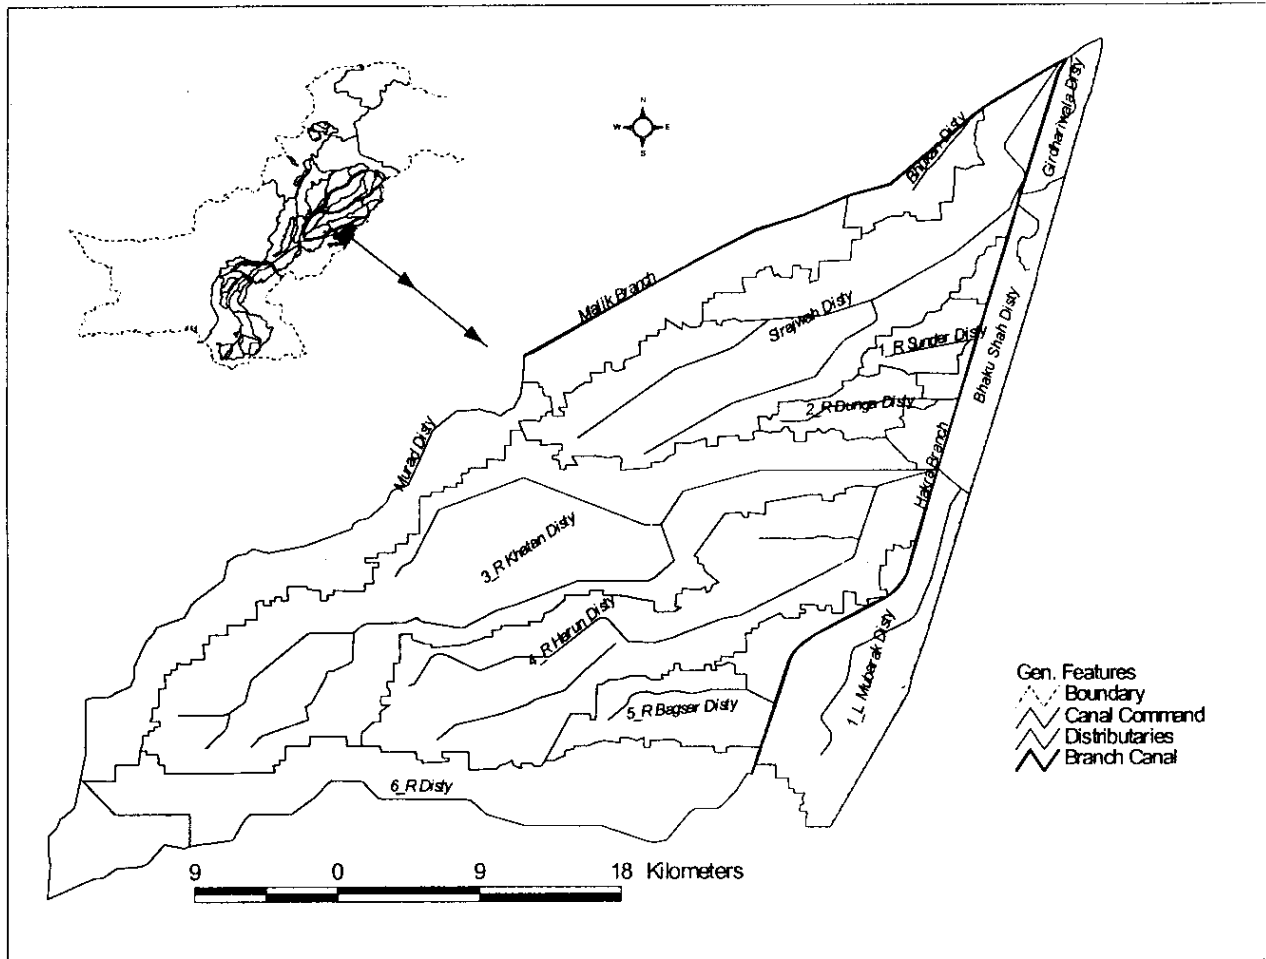 N
W E
S
Girdhariwala Disty
Bhukan Disty
Malik Branch
Sirajwah Disty
1_R Sunder Disty
Bhaku Shah Disty
2_R Dunga Disty
Murad Disty
Hakra Branch
3_R Khatan Disty
4_R Harun Disty
1_L Mubarak Disty
5_R Bagsar Disty
6_R Disty
Gen. Features
Boundary
Canal Command
Distributaries
Branch Canal
9 0 9 18 Kilometers